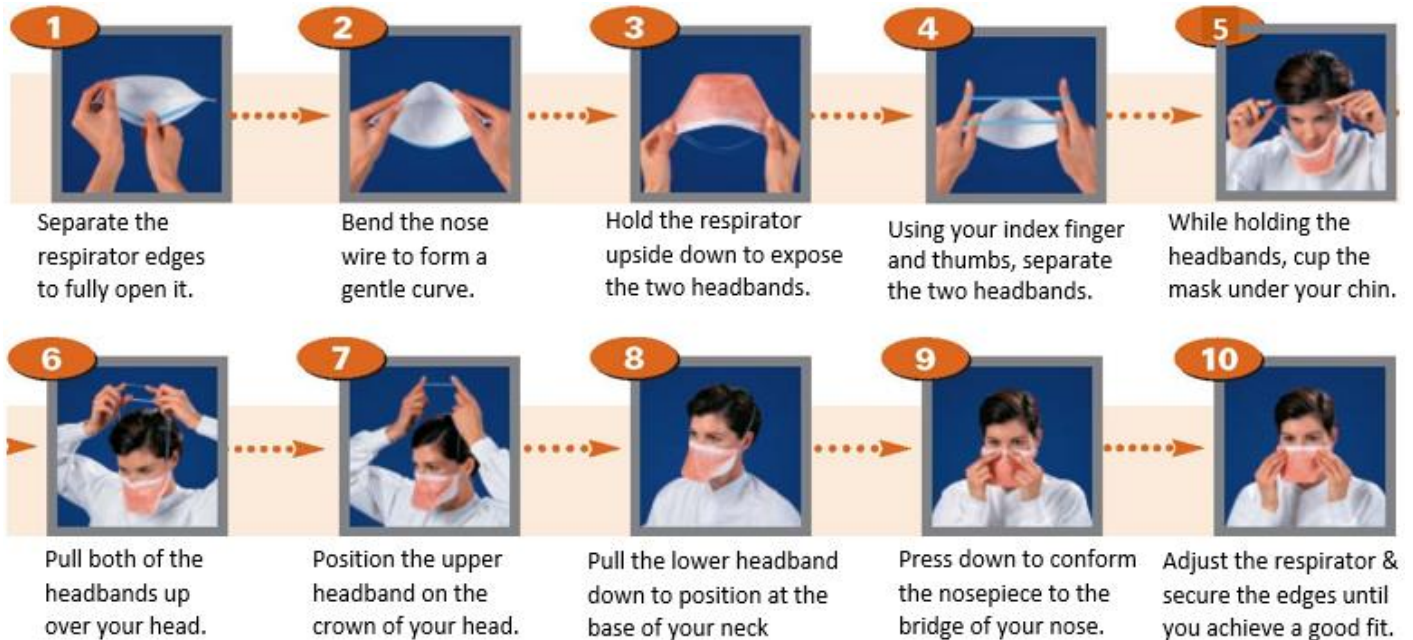 1
Separate the
respirator edges
to fully open it.
2
Bend the nose
wire to form a
gentle curve.
3
Hold the respirator
upside down to expose
the two headbands.
4
Using your index finger
and thumbs, separate
the two headbands.
5
While holding the
headbands, cup the
mask under your chin.
6
Pull both of the
headbands up
over your head.
7
Position the upper
headband on the
crown of your head.
8
Pull the lower headband
down to position at the
base of your neck
9
Press down to conform
the nosepiece to the
bridge of your nose.
10
Adjust the respirator &
secure the edges until
you achieve a good fit.